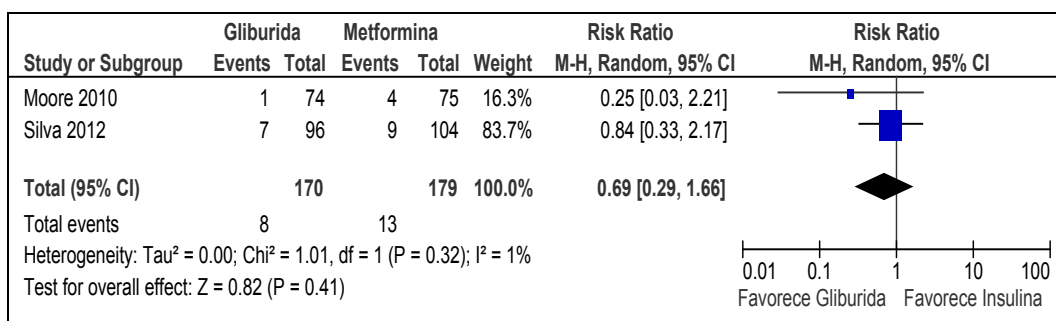 Gliburida Metformina Risk Ratio Risk Ratio
Study or Subgroup Events Total Events Total Weight M-H, Random, 95% CI M-H, Random, 95% CI
Moore 2010 1 74 4 75 16.3% 0.25 [0.03, 2.21]
Silva 2012 7 96 9 104 83.7% 0.84 [0.33, 2.17]
Total (95% CI) 170 179 100.0% 0.69 [0.29, 1.66]
Total events 8 13
Heterogeneity: Tau² = 0.00; Chi² = 1.01, df = 1 (P = 0.32); I² = 1%
Test for overall effect: Z = 0.82 (P = 0.41)
0.01 0.1 1 10 100
Favorece Gliburida Favorece Insulina